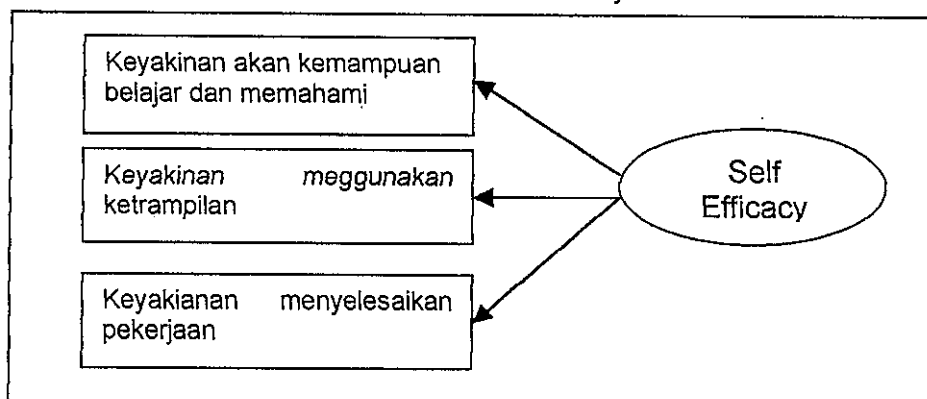 Keyakinan akan kemampuan
belajar dan memahami
Keyakinan meggunakan
ketrampilan
Keyakianan menyelesaikan
pekerjaan
Self
Efficacy